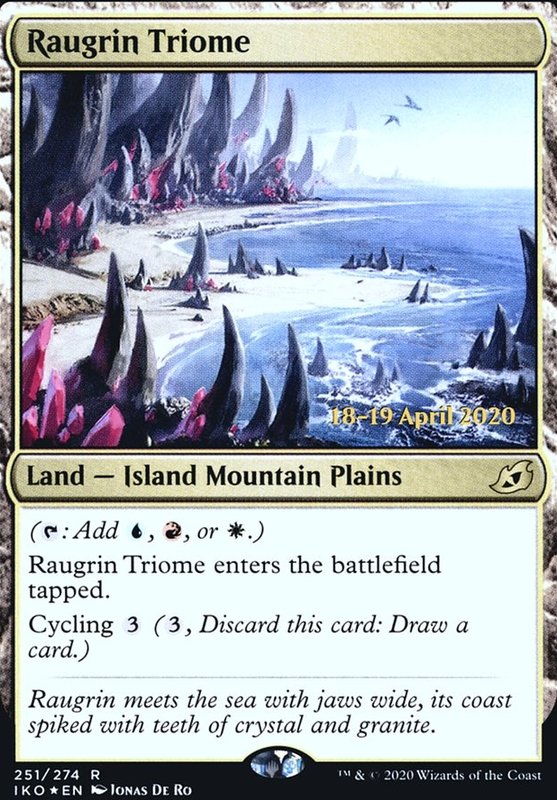 Raugrin Triome
18–19 April 2020
Land — Island Mountain Plains
( : Add , , or .)
Raugrin Triome enters the battlefield
tapped.
Cycling 3 (3, Discard this card: Draw a
card.)
Raugrin meets the sea with jaws wide, its coast
spiked with teeth of crystal and granite.
251/274 R
IKO ★ EN Jonas De Ro
™ & © 2020 Wizards of the Coast